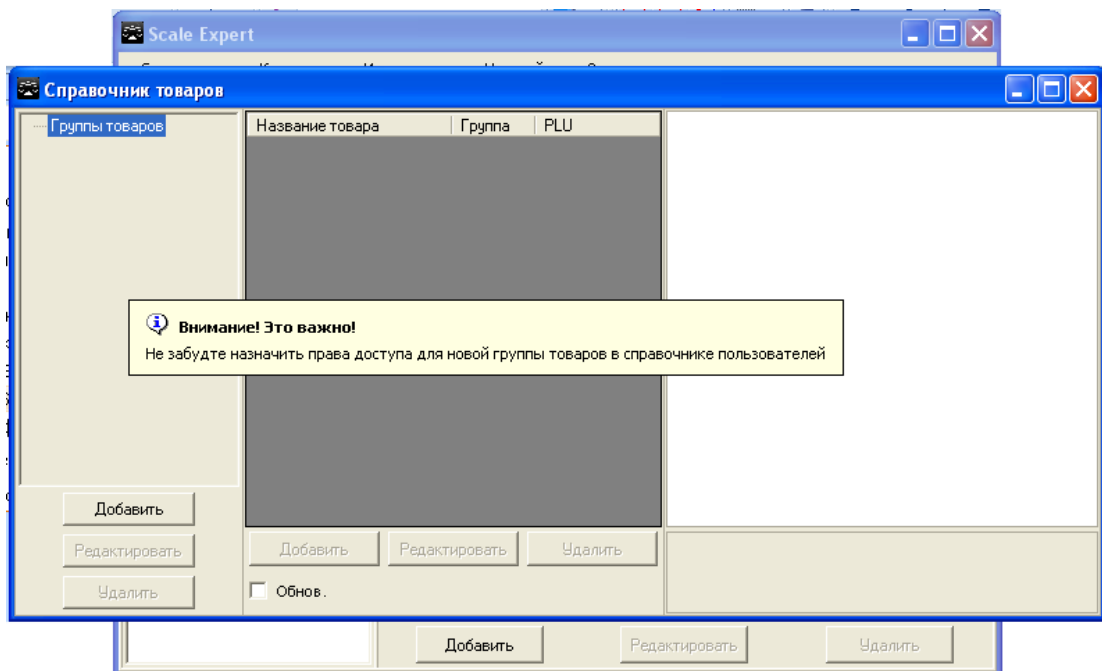 Scale Expert
Справочник товаров
Группы товаров
Название товара Группа PLU
Внимание! Это важно!
Не забудте назначить права доступа для новой группы товаров в справочнике пользователей
Добавить
Редактировать
Удалить
Добавить Редактировать Удалить
Обнов.
Добавить Редактировать Удалить